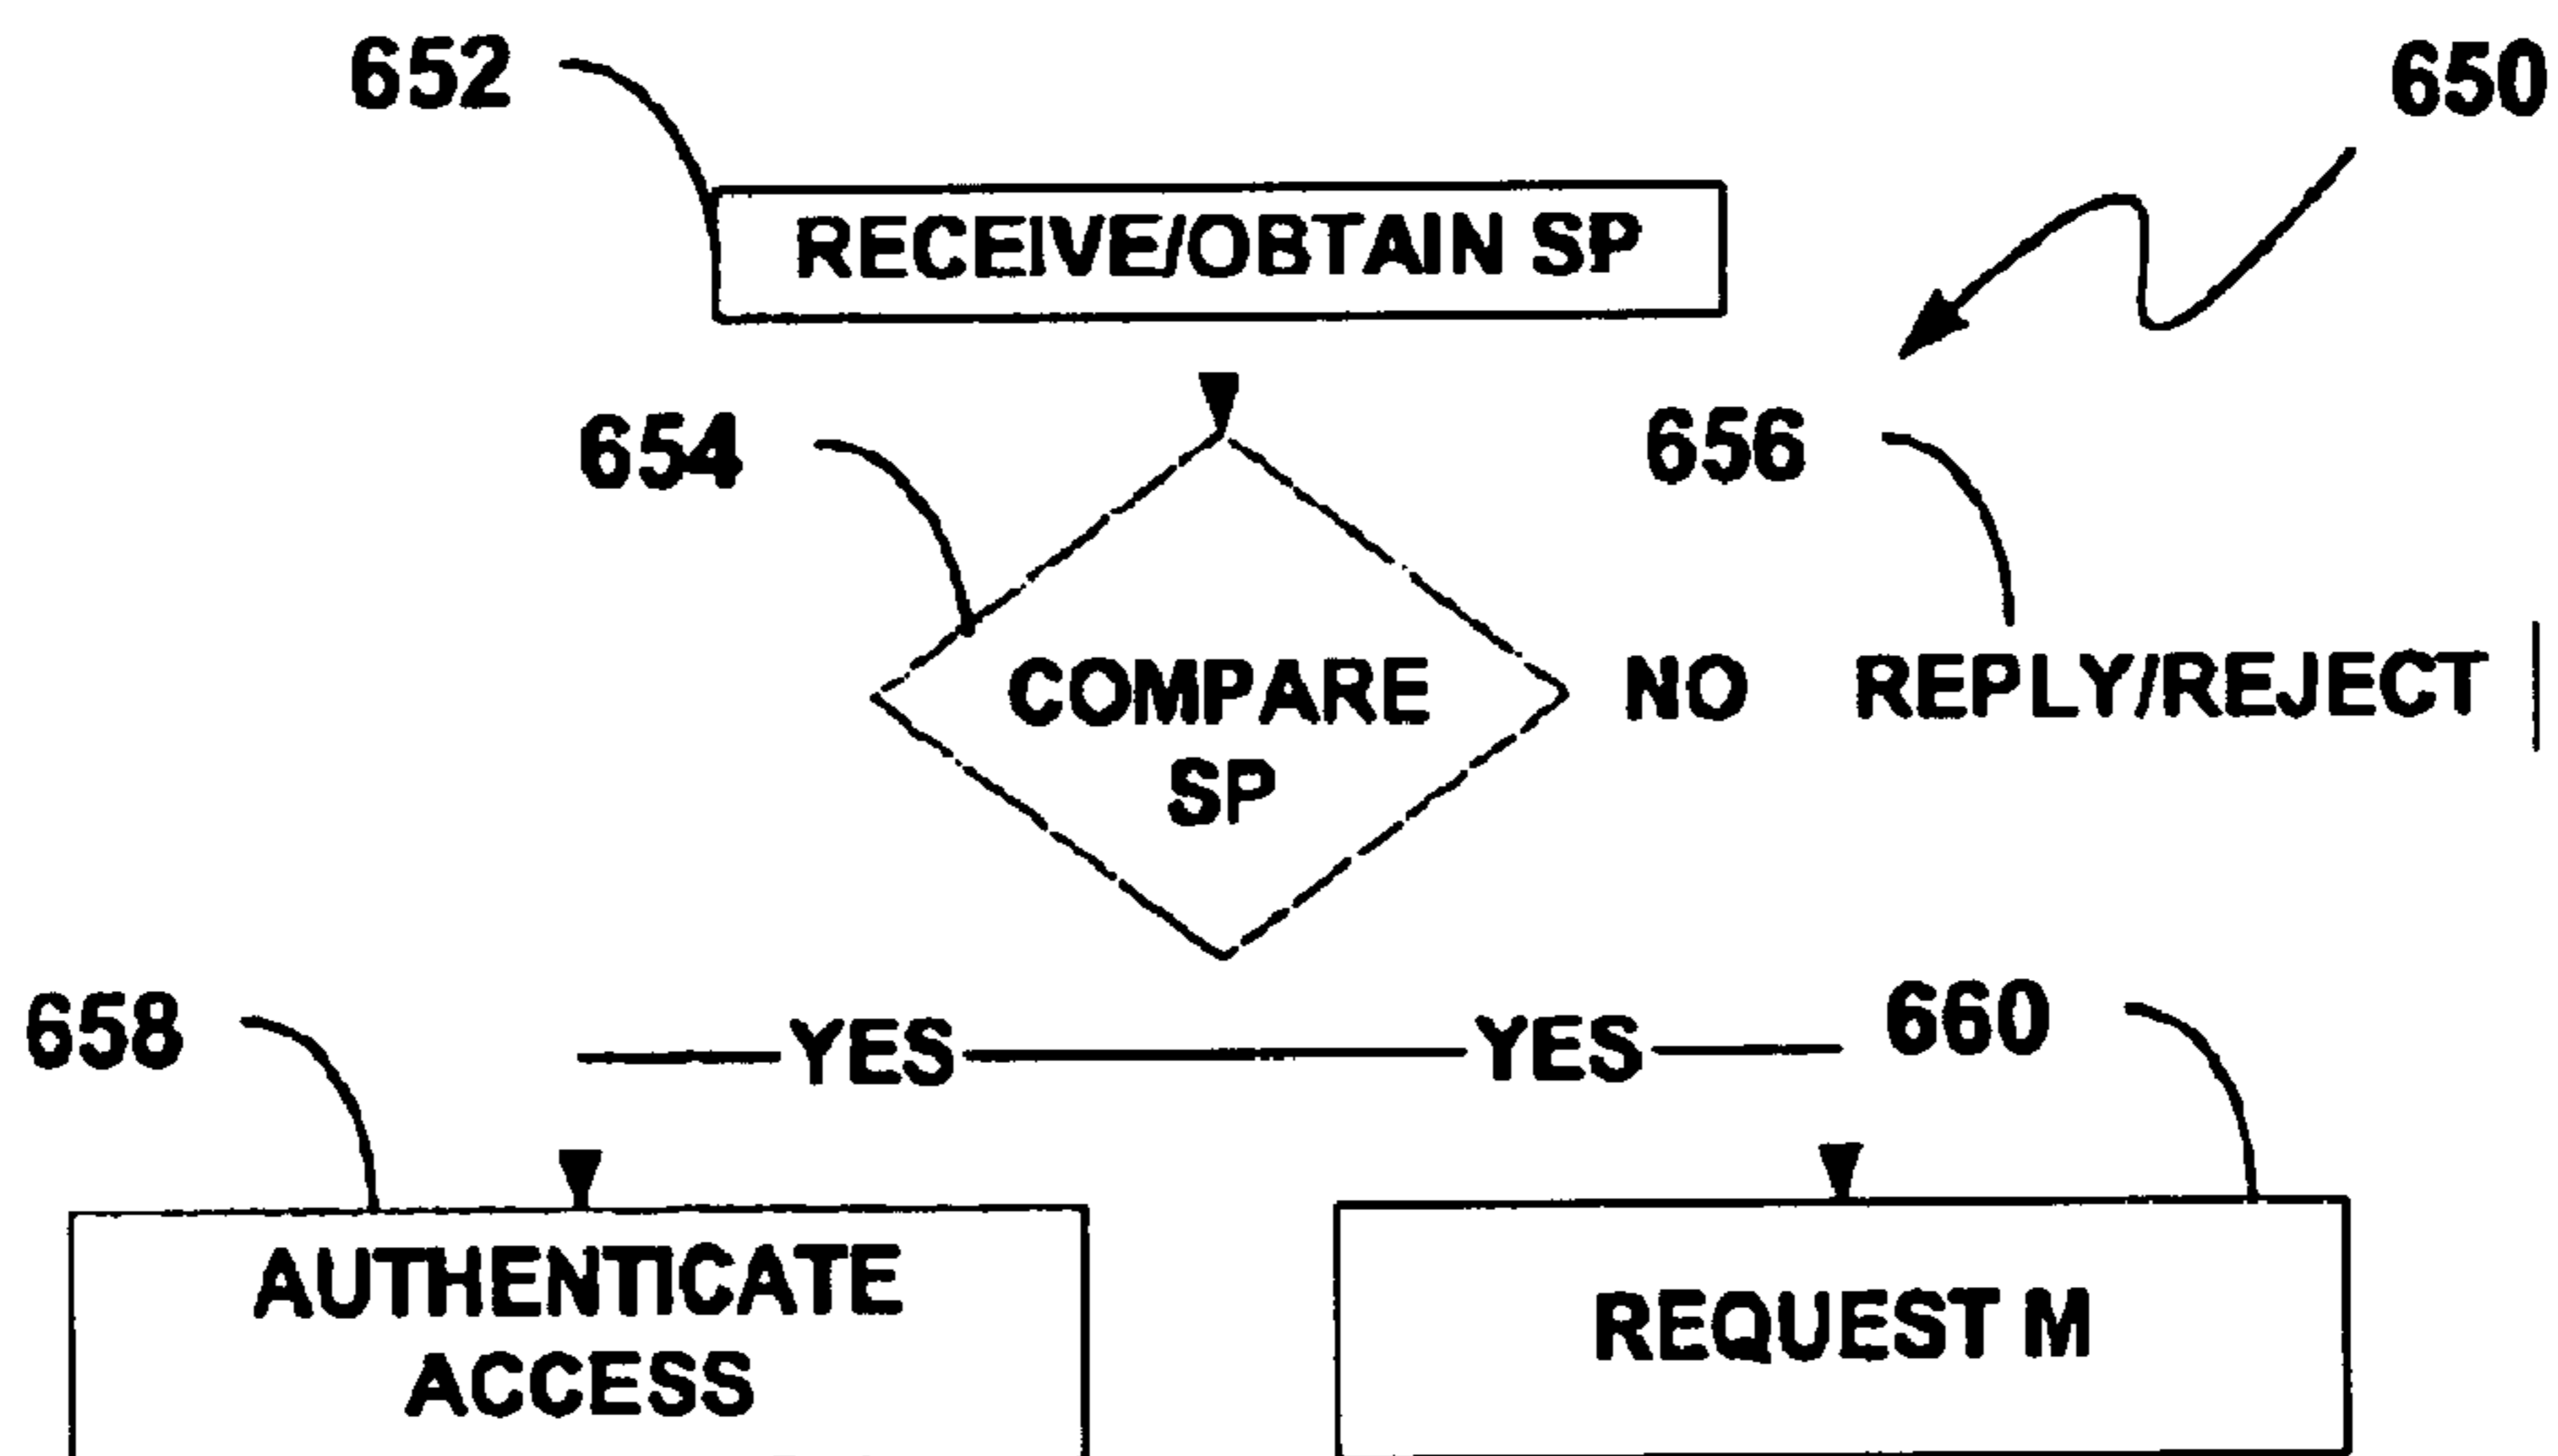 652
650
RECEIVE/OBTAIN SP
654
656
COMPARE
SP
NO
REPLY/REJECT
658
YES
YES
660
AUTHENTICATE
ACCESS
REQUEST M